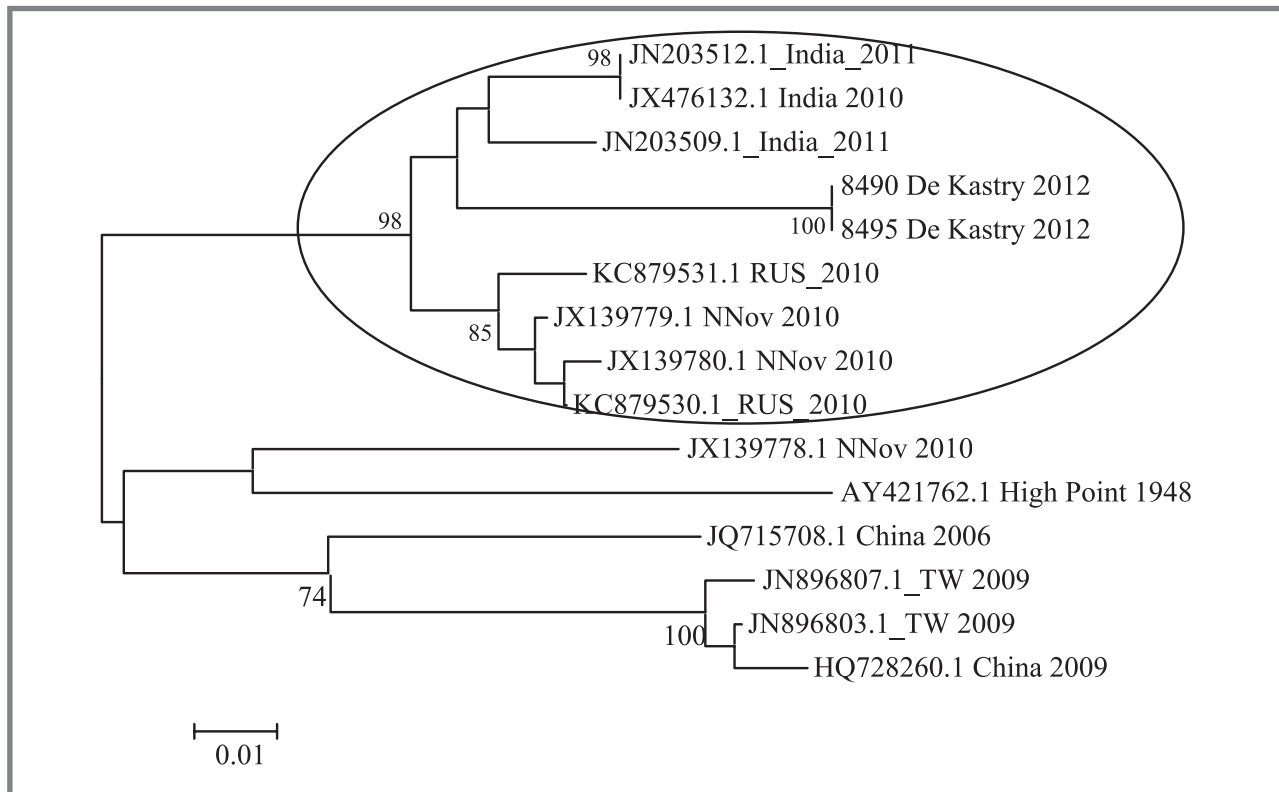 98
JN203512.1_India_2011
JX476132.1 India 2010
JN203509.1_India_2011
8490 De Kastry 2012
100
8495 De Kastry 2012
98
KC879531.1 RUS_2010
85
JX139779.1 NNov 2010
JX139780.1 NNov 2010
KC879530.1_RUS_2010
JX139778.1 NNov 2010
AY421762.1 High Point 1948
JQ715708.1 China 2006
74
JN896807.1_TW 2009
100
JN896803.1_TW 2009
HQ728260.1 China 2009
0.01